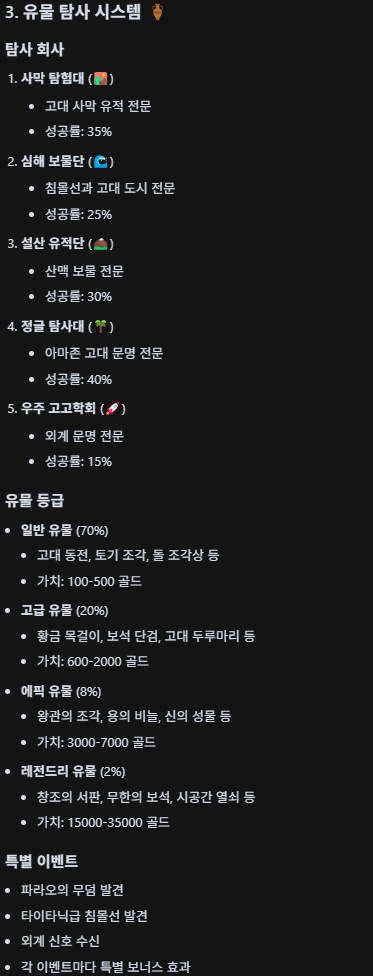 3. 유물 탐사 시스템 🏺
탐사 회사
1. 사막 탐험대 (🏜️)
• 고대 사막 유적 전문
• 성공률: 35%
2. 심해 보물단 (🌊)
• 침몰선과 고대 도시 전문
• 성공률: 25%
3. 설산 유적단 (⛰️)
• 산맥 보물 전문
• 성공률: 30%
4. 정글 탐사대 (🌴)
• 아마존 고대 문명 전문
• 성공률: 40%
5. 우주 고고학회 (🚀)
• 외계 문명 전문
• 성공률: 15%
유물 등급
• 일반 유물 (70%)
• 고대 동전, 토기 조각, 돌 조각상 등
• 가치: 100-500 골드
• 고급 유물 (20%)
• 황금 목걸이, 보석 단검, 고대 두루마리 등
• 가치: 600-2000 골드
• 에픽 유물 (8%)
• 왕관의 조각, 용의 비늘, 신의 성물 등
• 가치: 3000-7000 골드
• 레전드리 유물 (2%)
• 창조의 서판, 무한의 보석, 시공간 열쇠 등
• 가치: 15000-35000 골드
특별 이벤트
• 파라오의 무덤 발견
• 타이타닉급 침몰선 발견
• 외계 신호 수신
• 각 이벤트마다 특별 보너스 효과